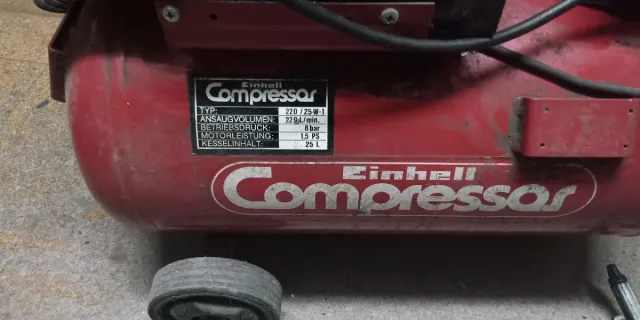 Einhell
Compressor
TYP: 220 / 25-W-1
ANSAUGVOLUMEN: 220 L/min.
BETRIEBSDRUCK: 8 bar
MOTORLEISTUNG: 1,5 PS
KESSELINHALT: 25 L
Einhell
Compressor